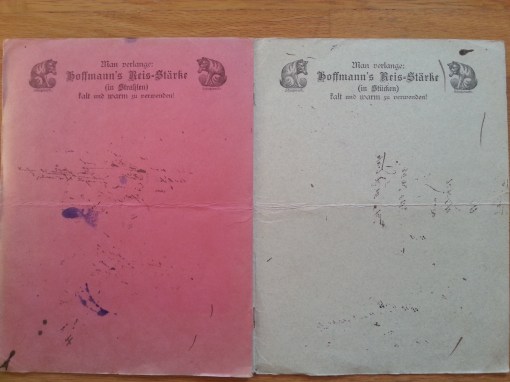 Man verlange:
Hoffmann's Reis-Stärke
(in Strahlen)
kalt und warm zu verwenden!
Man verlange:
Hoffmann's Reis-Stärke
(in Stücken)
kalt und warm zu verwenden!